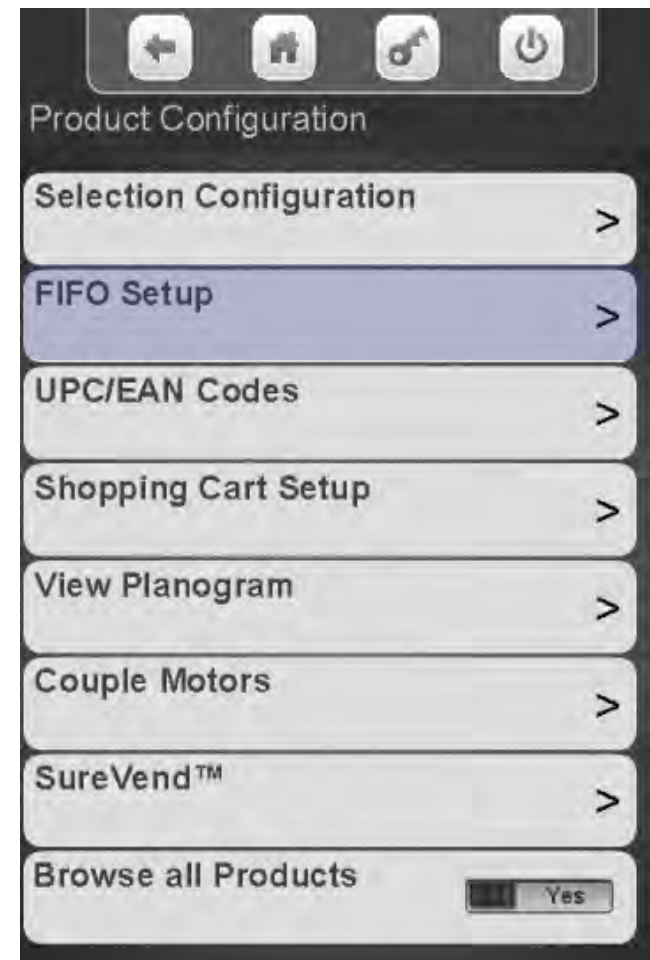 Product Configuration
Selection Configuration
>
FIFO Setup
>
UPC/EAN Codes
>
Shopping Cart Setup
>
View Planogram
>
Couple Motors
>
SureVend™
>
Browse all Products
Yes